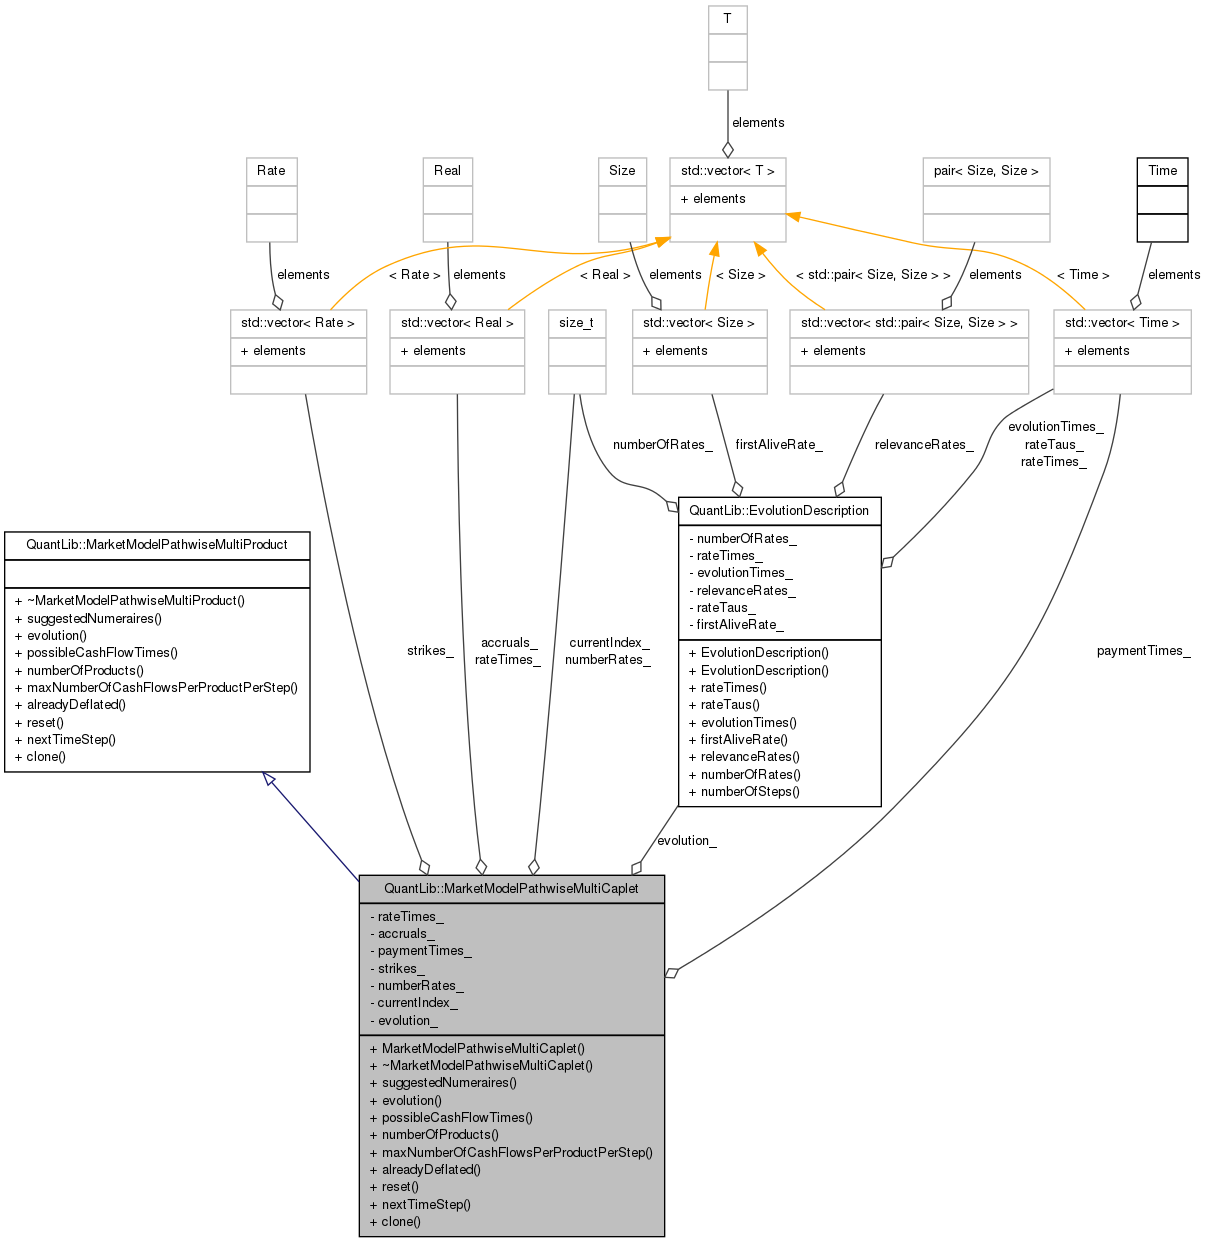 T
elements
Rate
Real
Size
std::vector< T >
+ elements
pair< Size, Size >
Time
elements
< Rate >
elements
< Real >
elements
< Size >
< std::pair< Size, Size > >
elements
< Time >
elements
std::vector< Rate >
+ elements
std::vector< Real >
+ elements
size_t
std::vector< Size >
+ elements
std::vector< std::pair< Size, Size > >
+ elements
std::vector< Time >
+ elements
numberOfRates_
firstAliveRate_
relevanceRates_
evolutionTimes_
rateTaus_
rateTimes_
QuantLib::EvolutionDescription
- numberOfRates_
- rateTimes_
- evolutionTimes_
- relevanceRates_
- rateTaus_
- firstAliveRate_
+ EvolutionDescription()
+ EvolutionDescription()
+ rateTimes()
+ rateTaus()
+ evolutionTimes()
+ firstAliveRate()
+ relevanceRates()
+ numberOfRates()
+ numberOfSteps()
QuantLib::MarketModelPathwiseMultiProduct
+ ~MarketModelPathwiseMultiProduct()
+ suggestedNumeraires()
+ evolution()
+ possibleCashFlowTimes()
+ numberOfProducts()
+ maxNumberOfCashFlowsPerProductPerStep()
+ alreadyDeflated()
+ reset()
+ nextTimeStep()
+ clone()
strikes_
accruals_
rateTimes_
currentIndex_
numberRates_
paymentTimes_
evolution_
QuantLib::MarketModelPathwiseMultiCaplet
- rateTimes_
- accruals_
- paymentTimes_
- strikes_
- numberRates_
- currentIndex_
- evolution_
+ MarketModelPathwiseMultiCaplet()
+ ~MarketModelPathwiseMultiCaplet()
+ suggestedNumeraires()
+ evolution()
+ possibleCashFlowTimes()
+ numberOfProducts()
+ maxNumberOfCashFlowsPerProductPerStep()
+ alreadyDeflated()
+ reset()
+ nextTimeStep()
+ clone()